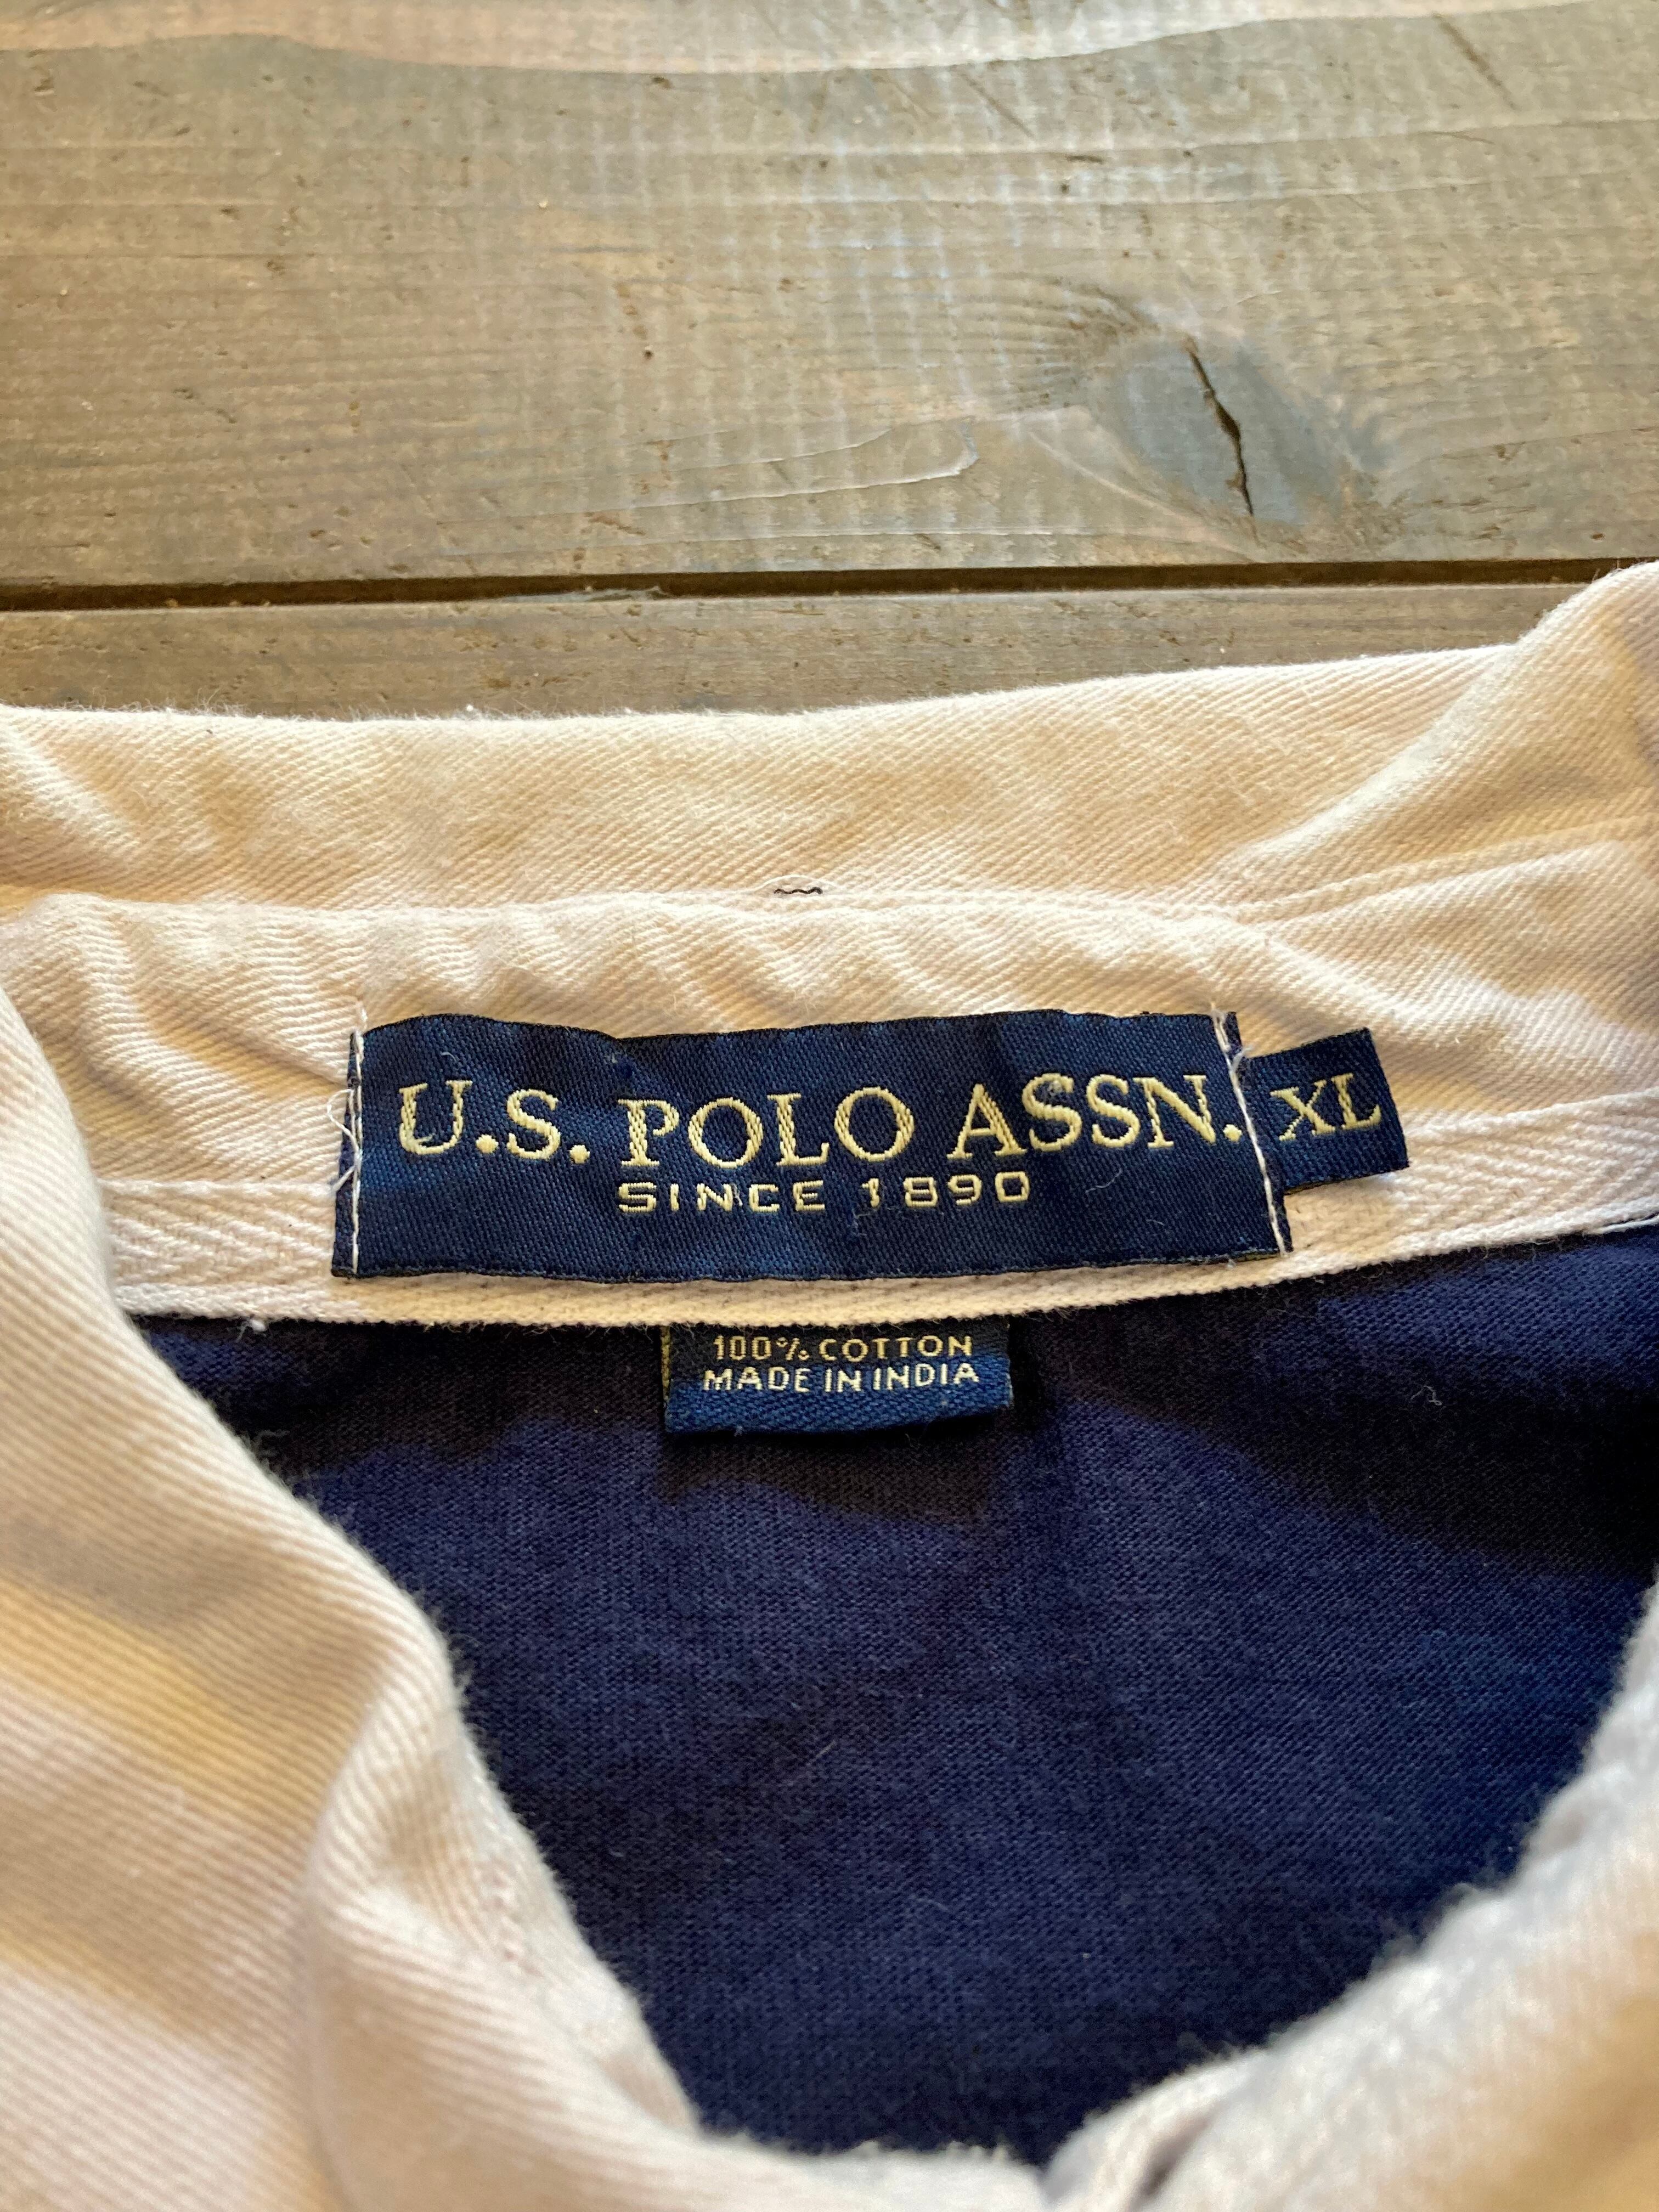 U.S. POLO ASSN.
SINCE 1890
XL
100% COTTON
MADE IN INDIA